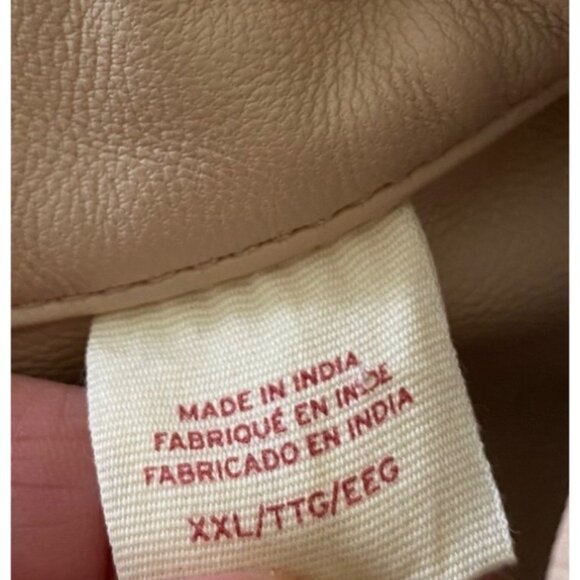 MADE IN INDIA
FABRIQUÉ EN INDE
FABRICADO EN INDIA
XXL/TTG/EEG